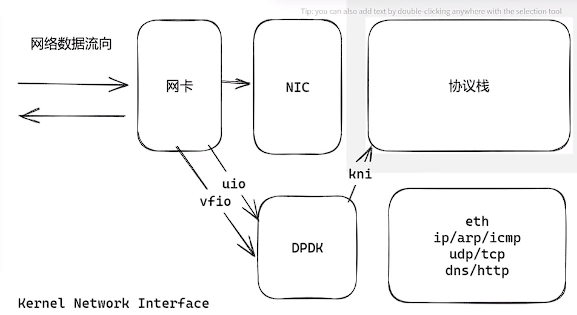 Tip: you can also add text by double-clicking anywhere with the selection tool
网络数据流向
网卡
NIC
协议栈
kni
uio
vfio
DPDK
eth
ip/arp/icmp
udp/tcp
dns/http
Kernel Network Interface